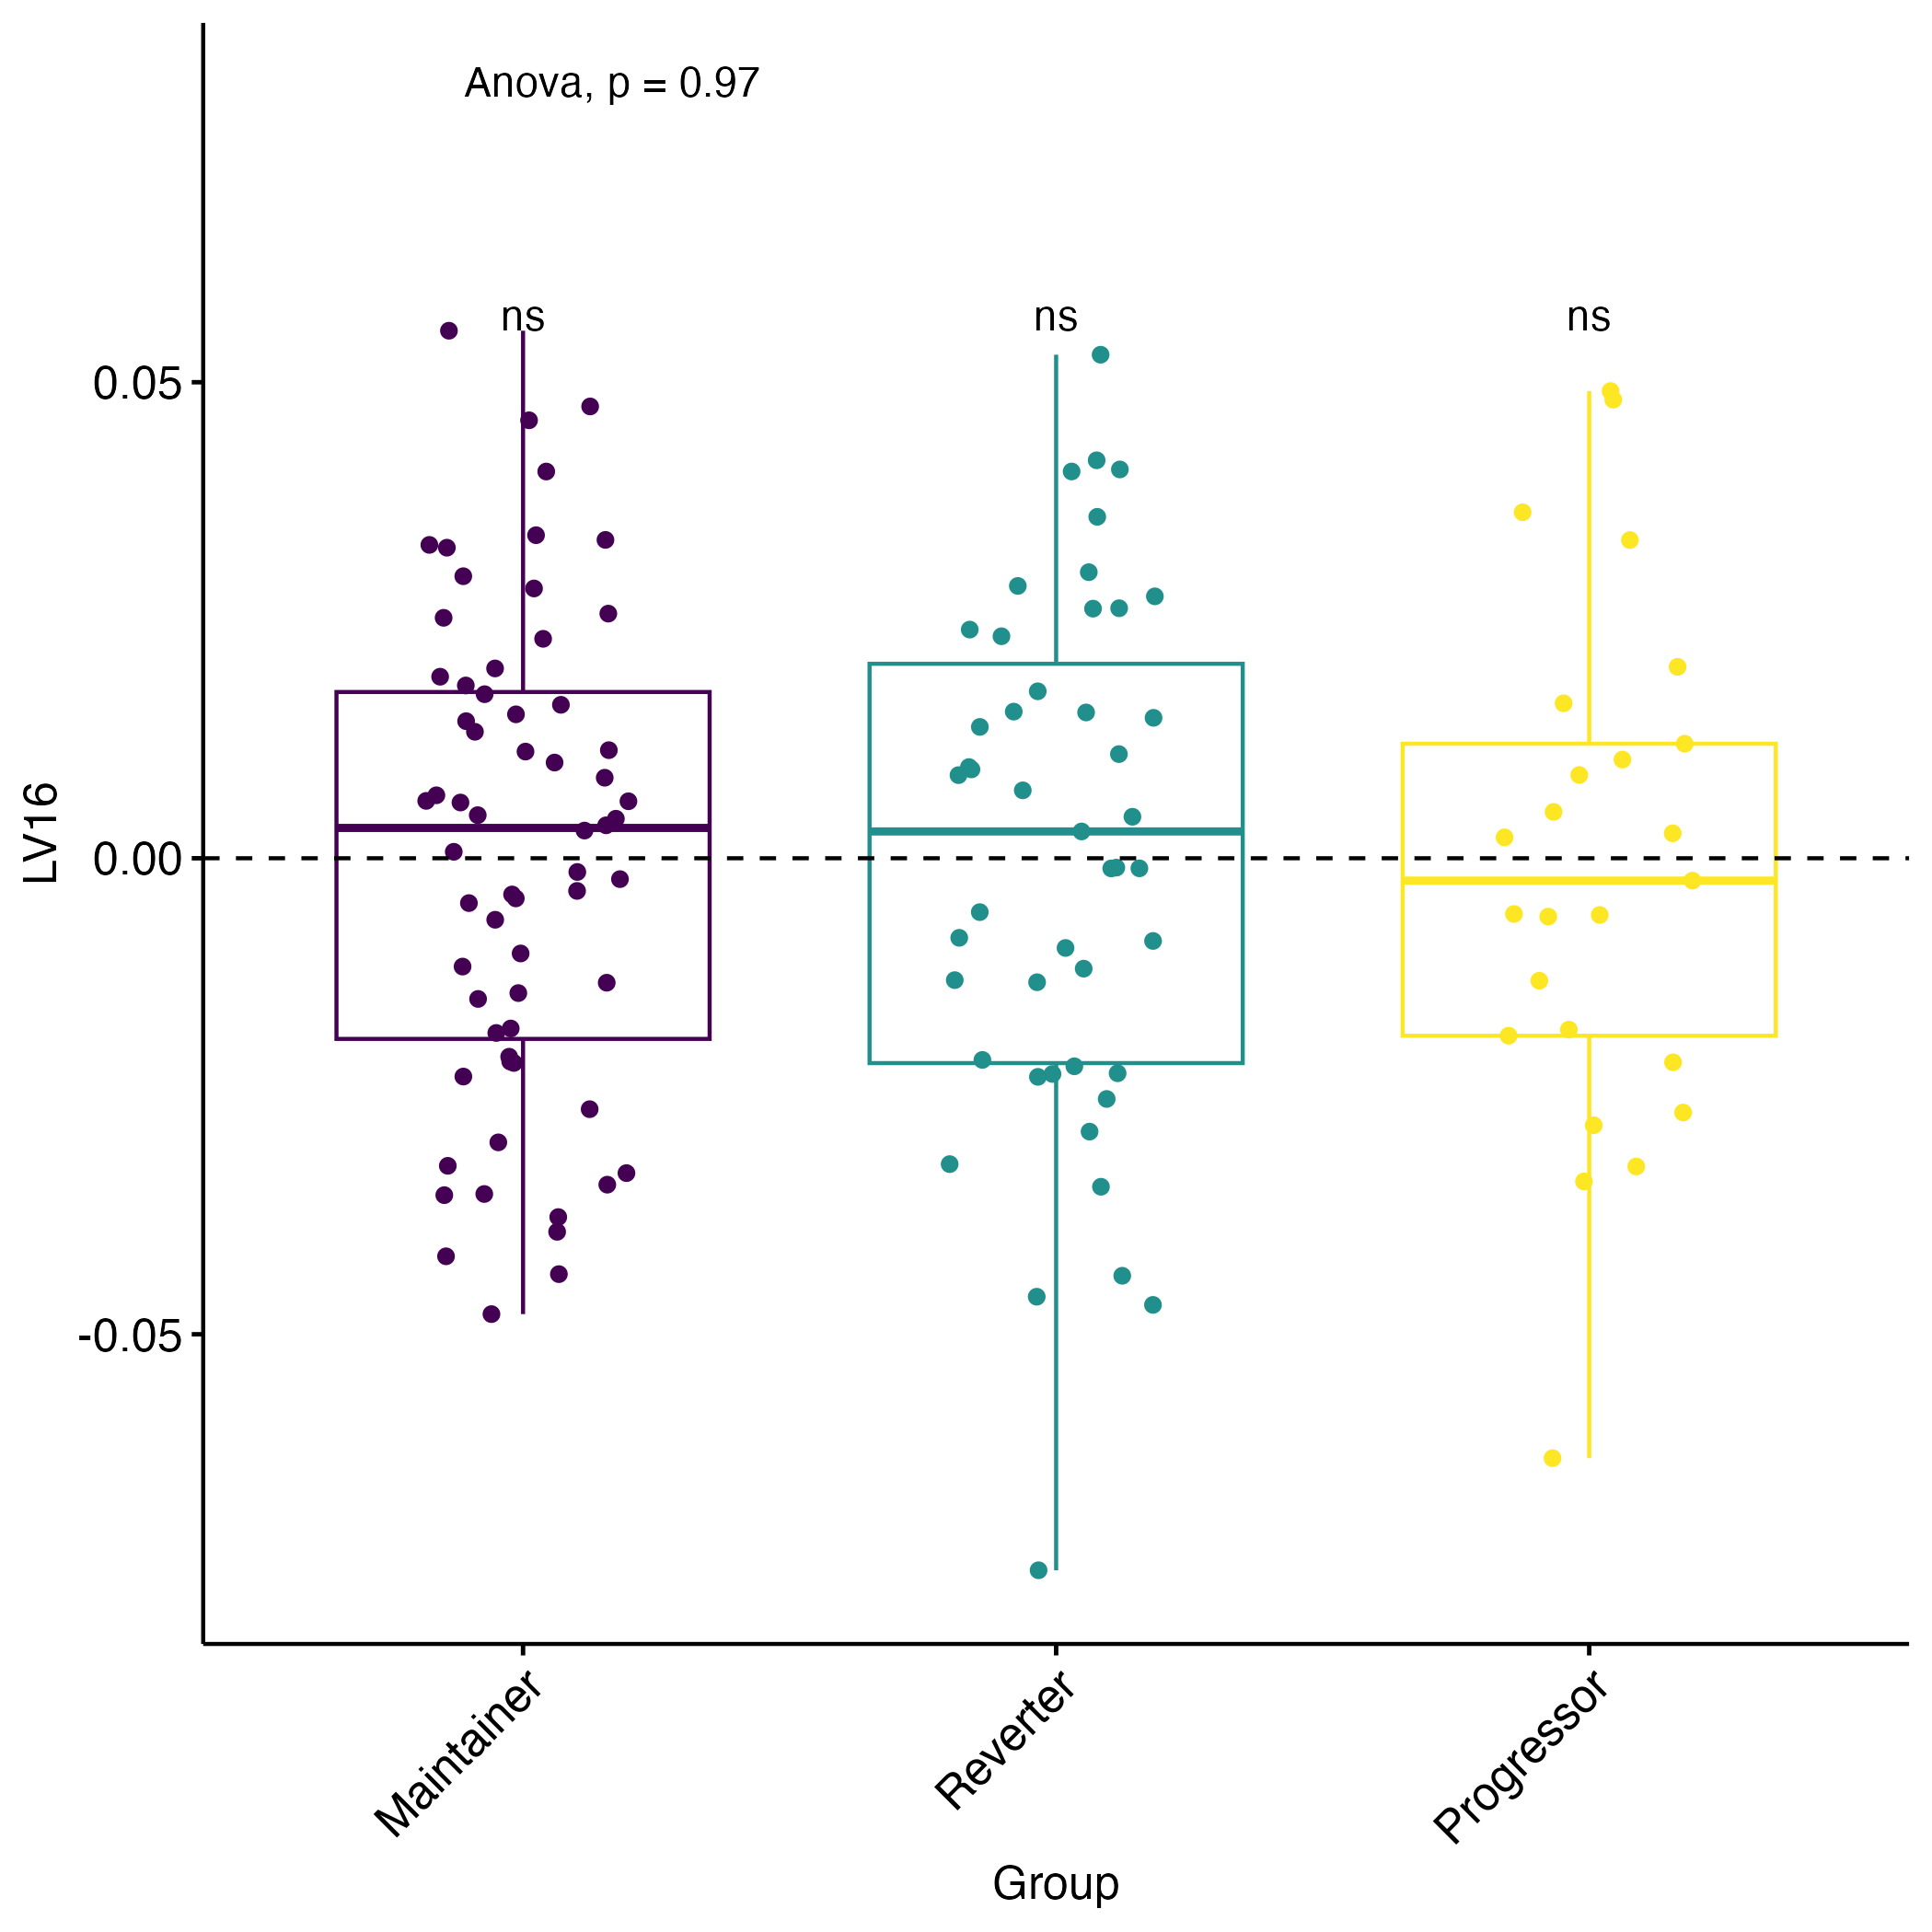 Anova, p = 0.97
ns ns ns
0.05
0.00
-0.05
LV16
Maintainer
Reverter
Progressor
Group